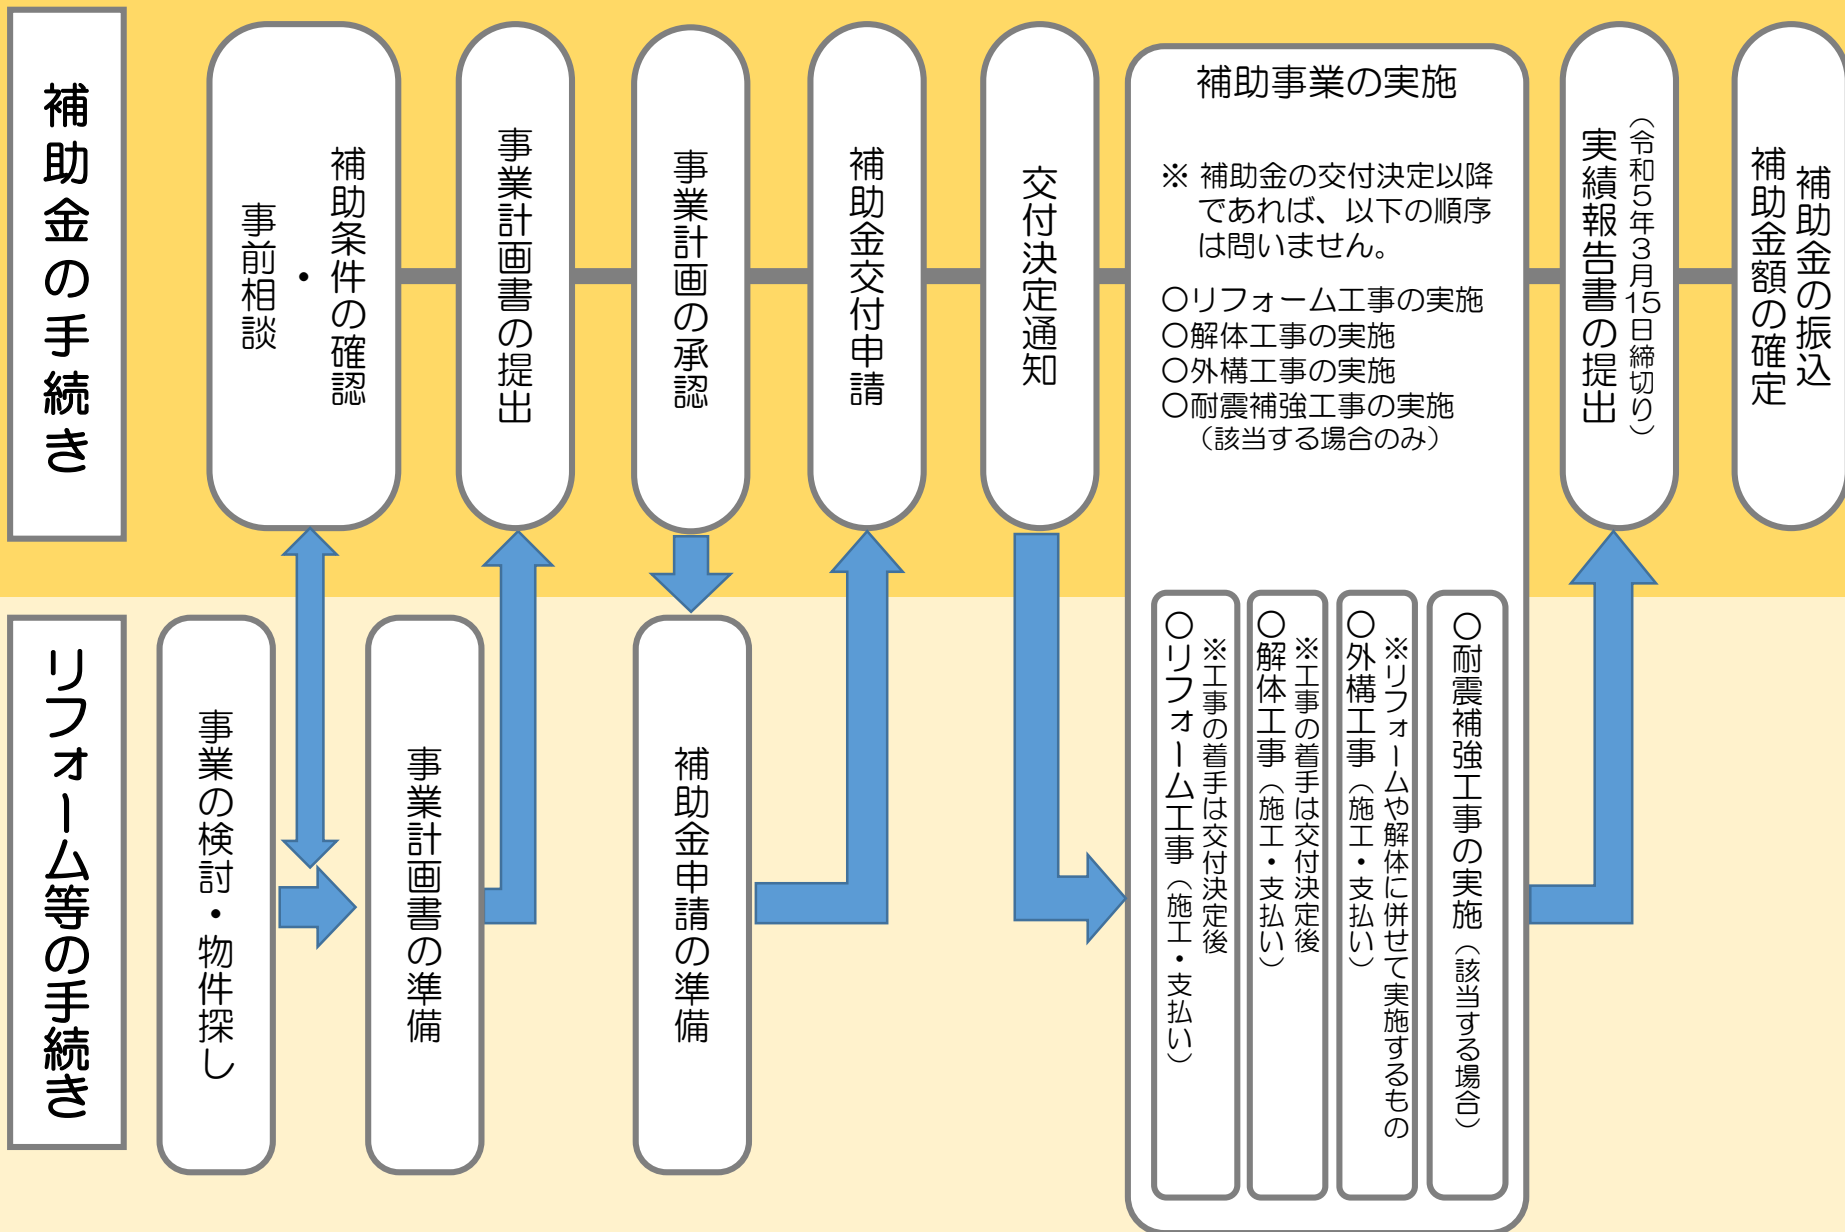 補助金の手続き
補助条件の確認
・
事前相談
事業計画書の提出
事業計画の承認
補助金交付申請
交付決定通知
補助事業の実施
※ 補助金の交付決定以降
であれば、以下の順序
は問いません。
○リフォーム工事の実施
○解体工事の実施
○外構工事の実施
○耐震補強工事の実施
（該当する場合のみ）
（令和５年３月15日締切り）
実績報告書の提出
補助金の振込
補助金額の確定
リフォーム等の手続き
事業の検討・物件探し
事業計画書の準備
補助金申請の準備
※工事の着手は交付決定後
○リフォーム工事（施工・支払い）
※工事の着手は交付決定後
○解体工事（施工・支払い）
※リフォームや解体に併せて実施するもの
○外構工事（施工・支払い）
○耐震補強工事の実施（該当する場合）